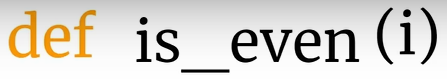 def is_even (i)